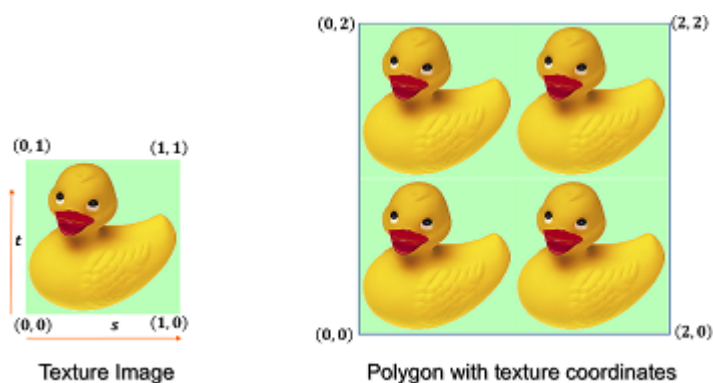 (0, 2)
(2, 2)
(0, 1)
(1, 1)
t
(0, 0)
s
(1, 0)
(0, 0)
(2, 0)
Texture Image
Polygon with texture coordinates